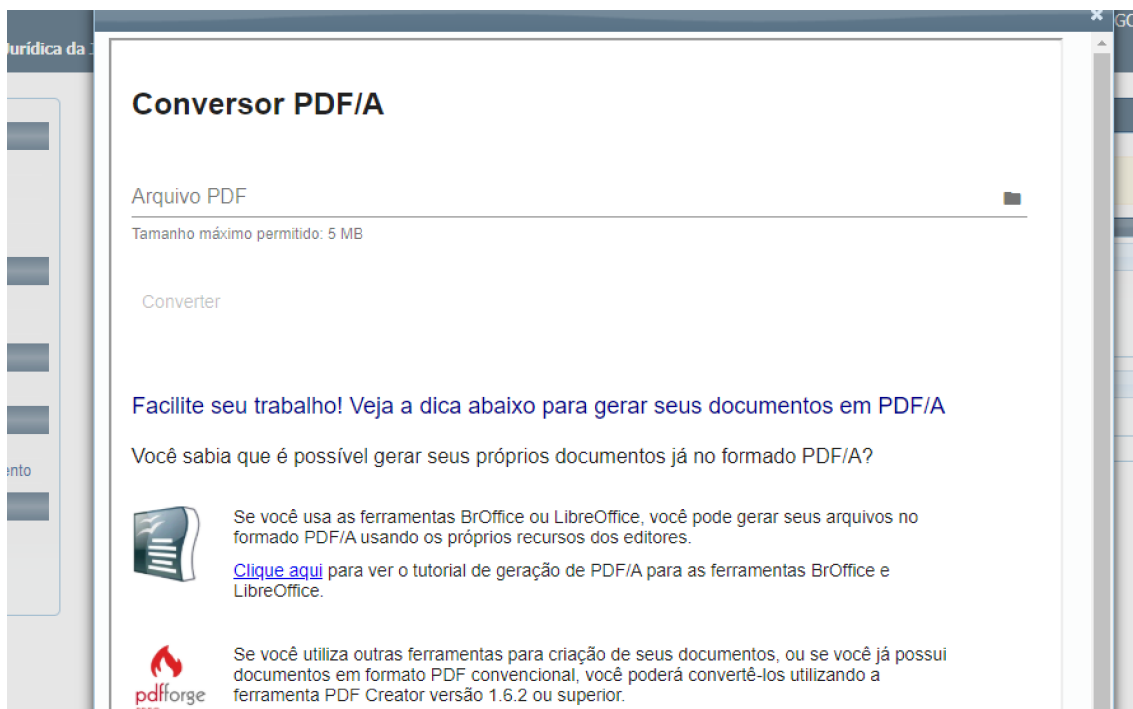 GO
Jurídica da J
Conversor PDF/A
Arquivo PDF
Tamanho máximo permitido: 5 MB
Converter
Facilite seu trabalho! Veja a dica abaixo para gerar seus documentos em PDF/A
Você sabia que é possível gerar seus próprios documentos já no formado PDF/A?
ento
Se você usa as ferramentas BrOffice ou LibreOffice, você pode gerar seus arquivos no
formado PDF/A usando os próprios recursos dos editores.
Clique aqui para ver o tutorial de geração de PDF/A para as ferramentas BrOffice e
LibreOffice.
Se você utiliza outras ferramentas para criação de seus documentos, ou se você já possui
documentos em formato PDF convencional, você poderá convertê-los utilizando a
ferramenta PDF Creator versão 1.6.2 ou superior.
pdfforge